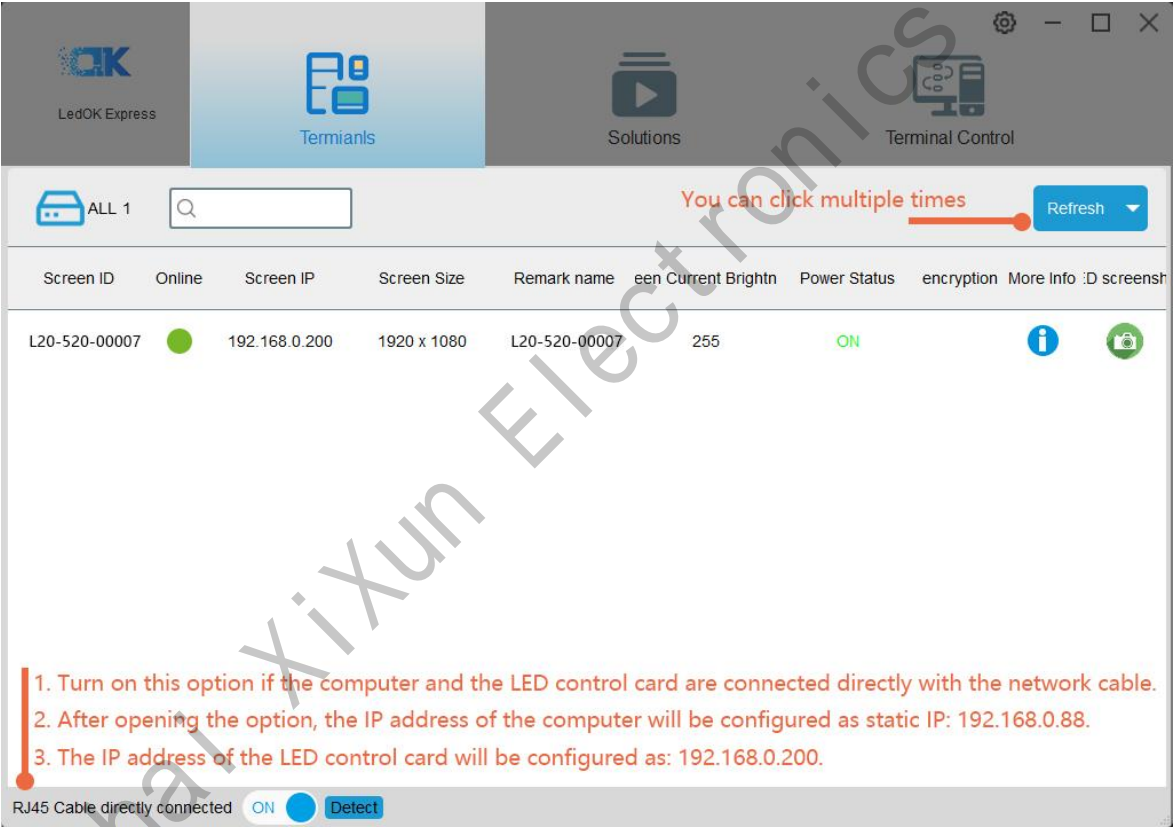 LedOK Express
Termianls
Solutions
Terminal Control
ALL 1
You can click multiple times
Refresh
Screen ID Online Screen IP Screen Size Remark name een Current Brightn Power Status encryption More Info :D screensh
L20-520-00007 192.168.0.200 1920 x 1080 L20-520-00007 255 ON
1. Turn on this option if the computer and the LED control card are connected directly with the network cable.
2. After opening the option, the IP address of the computer will be configured as static IP: 192.168.0.88.
3. The IP address of the LED control card will be configured as: 192.168.0.200.
RJ45 Cable directly connected ON Detect
hai XiXun Electronics